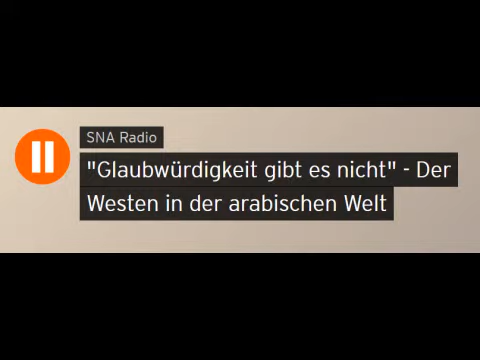 SNA Radio
"Glaubwürdigkeit gibt es nicht" - Der
Westen in der arabischen Welt